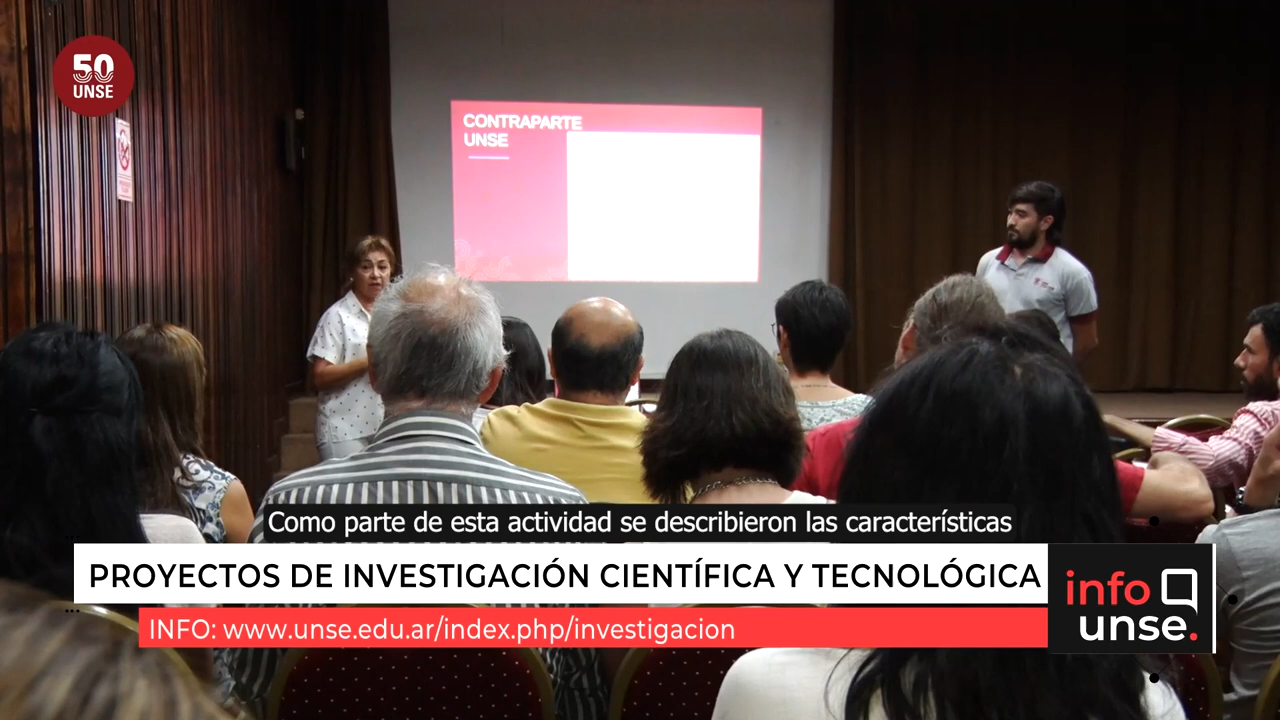 50
UNSE
CONTRAPARTE
UNSE
Como parte de esta actividad se describieron las características
PROYECTOS DE INVESTIGACIÓN CIENTÍFICA Y TECNOLÓGICA
INFO: www.unse.edu.ar/index.php/investigacion
info
unse.